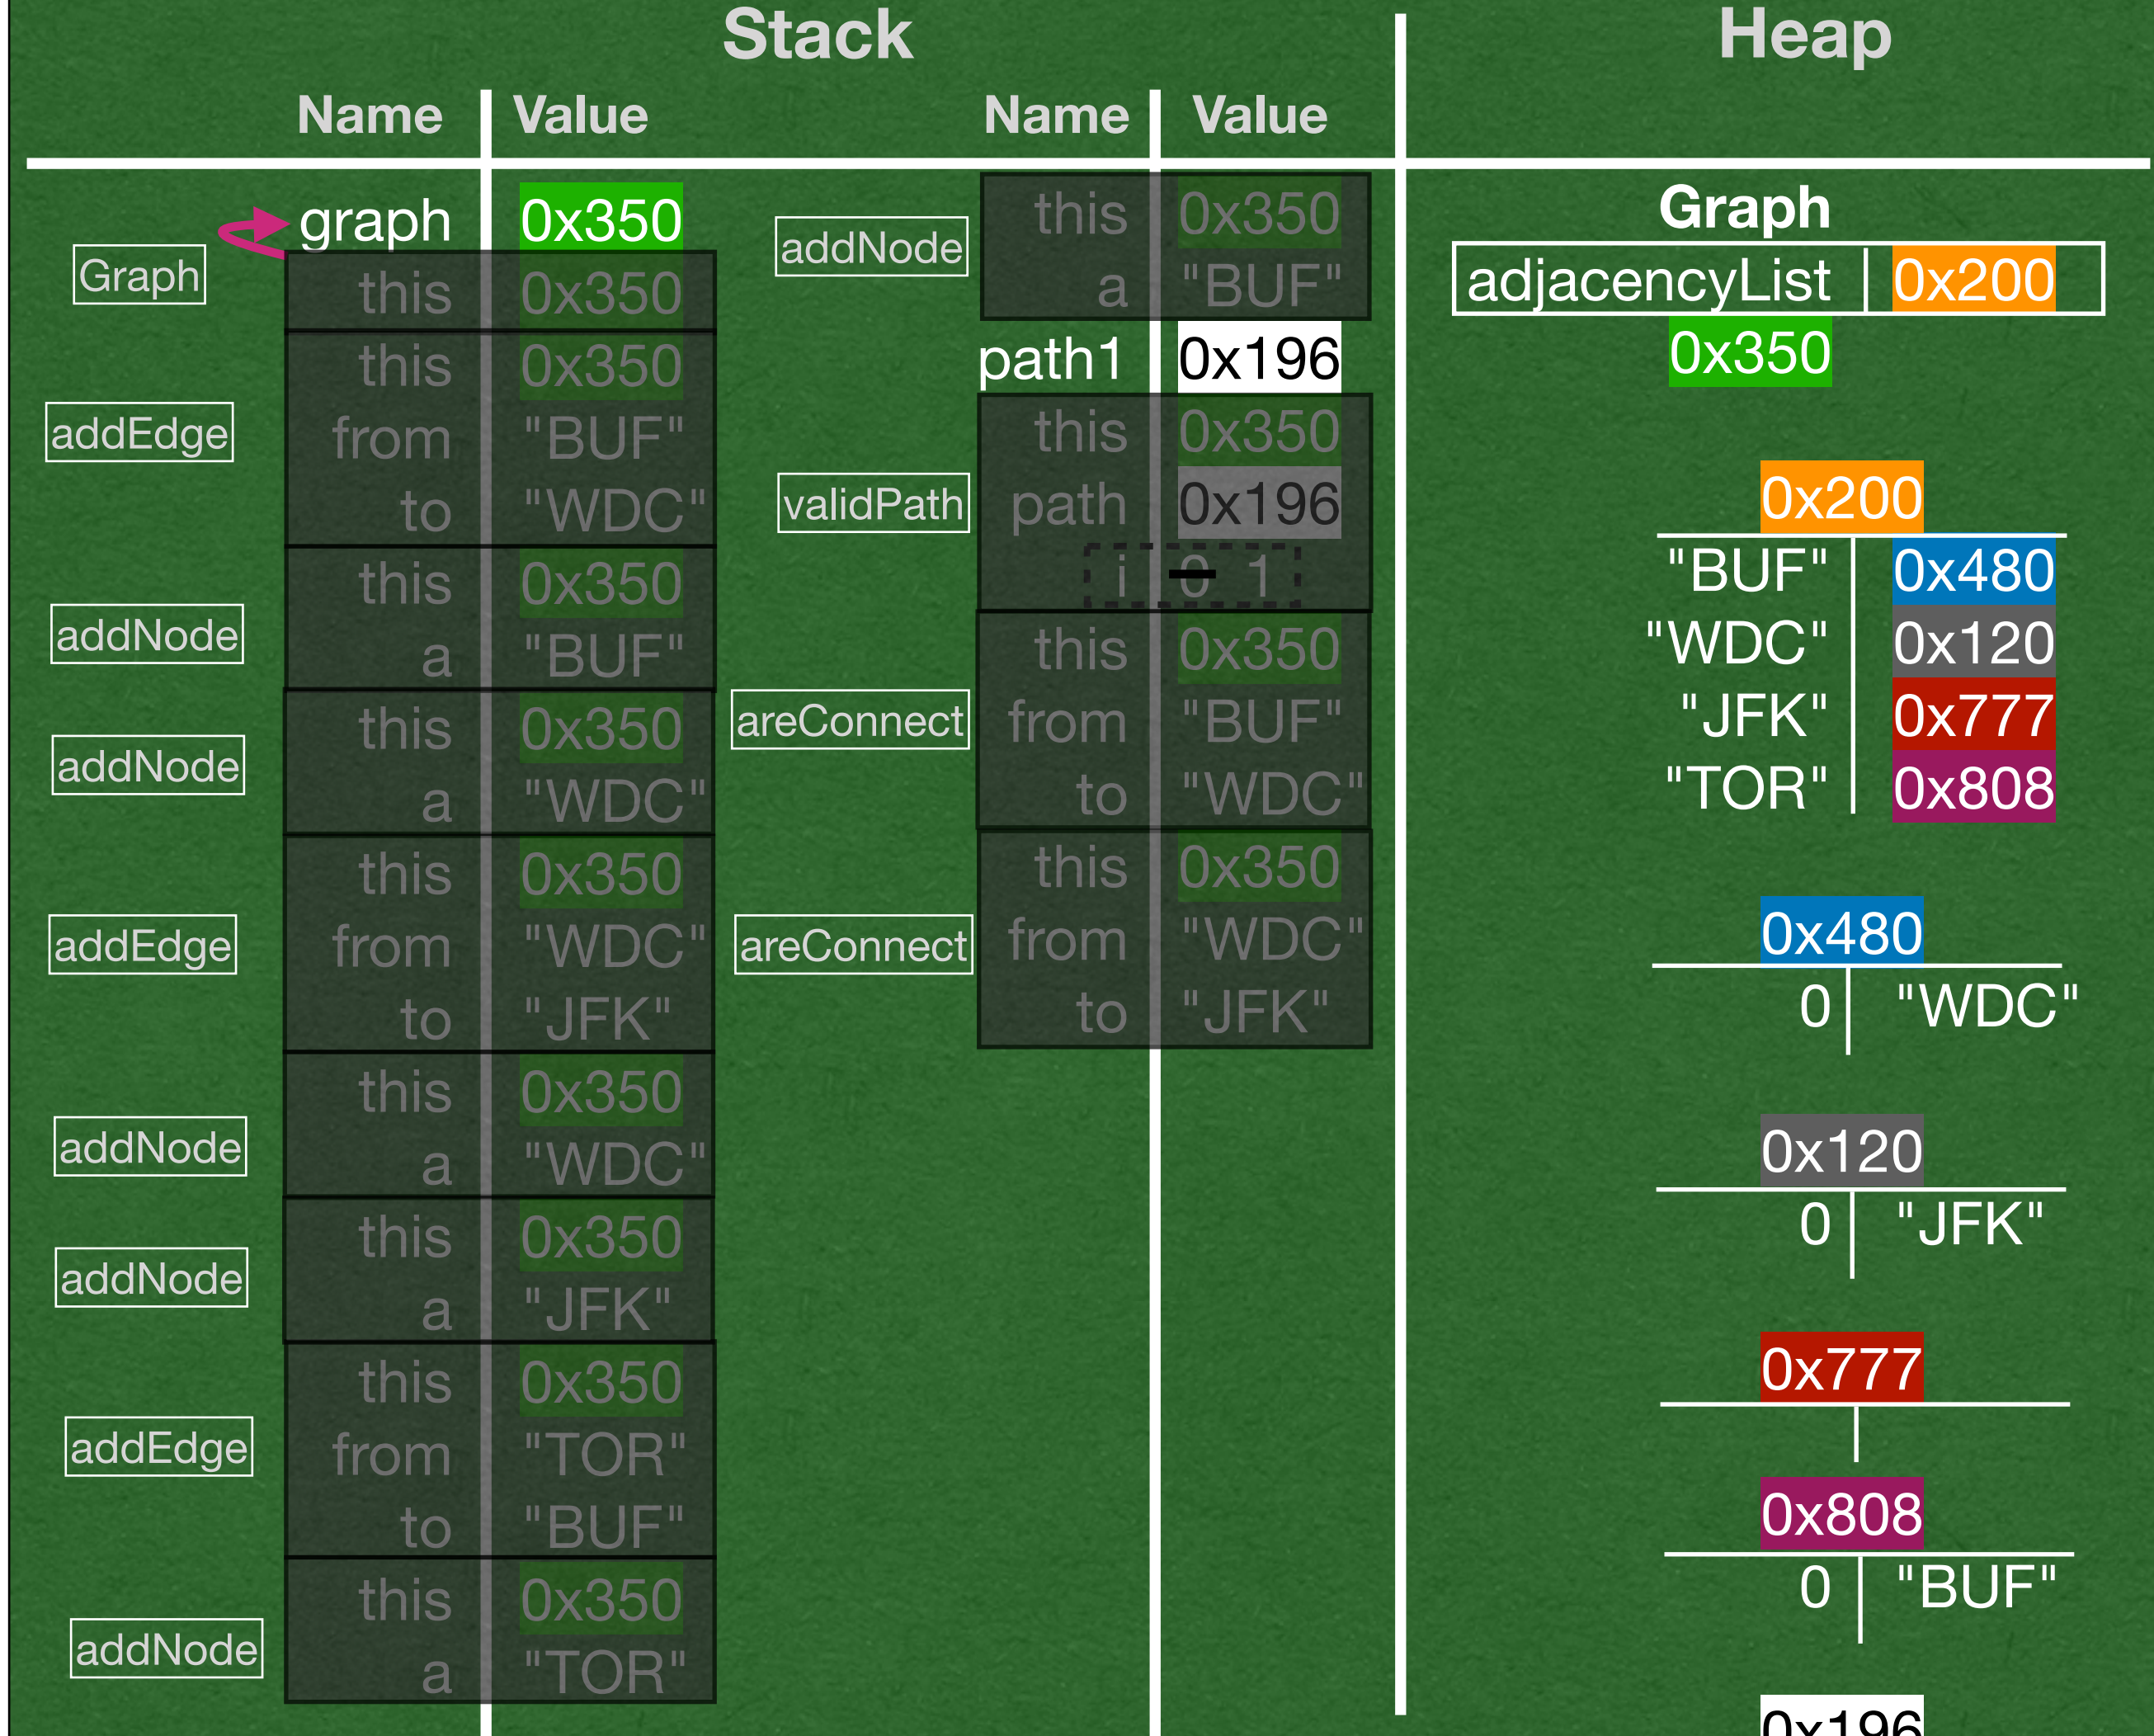 Stack
Heap
Name Value
Name Value
graph 0x350
Graph
this 0x350
addEdge
this 0x350
from "BUF"
to "WDC"
addNode
this 0x350
a "BUF"
addNode
this 0x350
a "WDC"
addEdge
this 0x350
from "WDC"
to "JFK"
addNode
this 0x350
a "WDC"
addNode
this 0x350
a "JFK"
addEdge
this 0x350
from "TOR"
to "BUF"
addNode
this 0x350
a "TOR"
addNode
this 0x350
a "BUF"
path1 0x196
validPath
this 0x350
path 0x196
i 0 1
areConnect
this 0x350
from "BUF"
to "WDC"
areConnect
this 0x350
from "WDC"
to "JFK"
Graph
adjacencyList 0x200
0x350
0x200
"BUF" 0x480
"WDC" 0x120
"JFK" 0x777
"TOR" 0x808
0x480
0 "WDC"
0x120
0 "JFK"
0x777
0x808
0 "BUF"
0x196